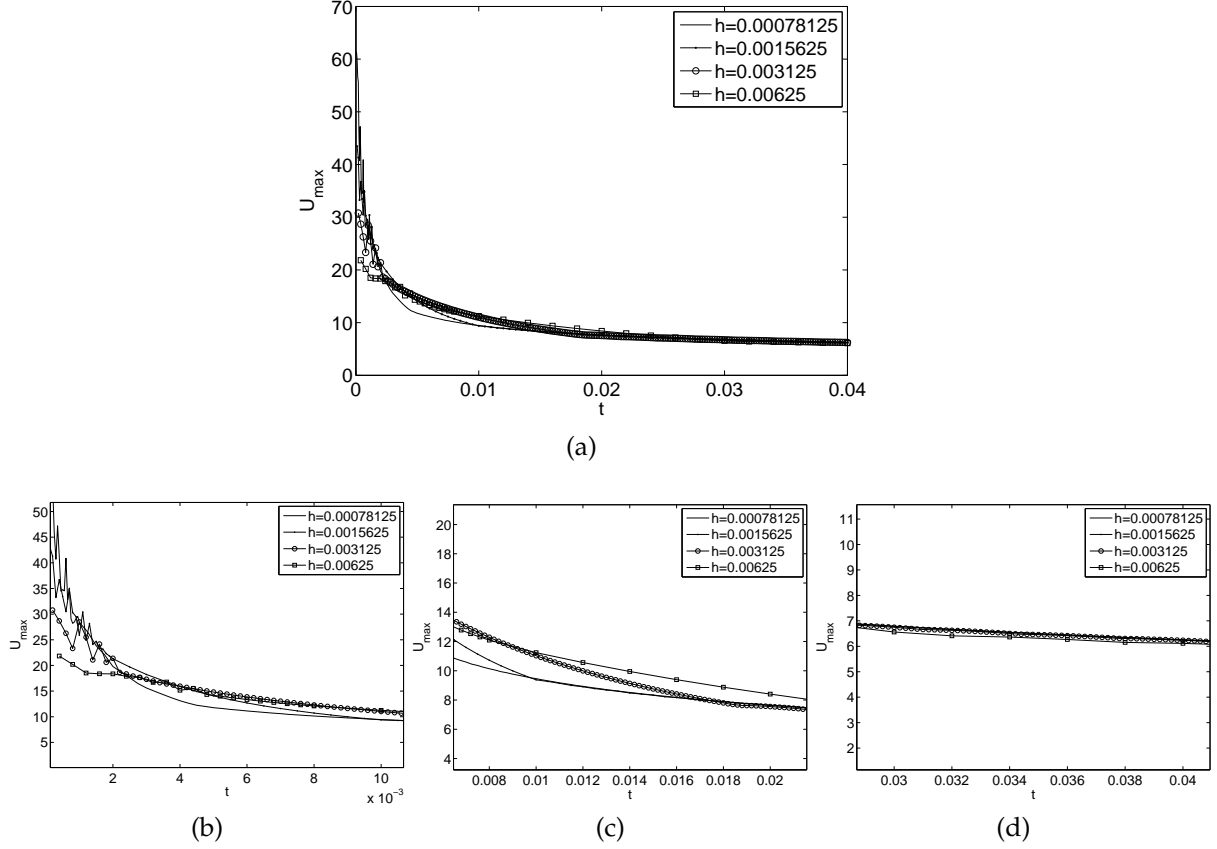 70
60
50
40
30
20
10
0
U_max
h=0.00078125
h=0.0015625
h=0.003125
h=0.00625
0 0.01 0.02 0.03 0.04
t
(a)
50
45
40
35
30
25
20
15
10
5
U_max
h=0.00078125
h=0.0015625
h=0.003125
h=0.00625
2 4 6 8 10
t
x 10^-3
(b)
20
18
16
14
12
10
8
6
4
U_max
h=0.00078125
h=0.0015625
h=0.003125
h=0.00625
0.008 0.01 0.012 0.014 0.016 0.018 0.02
t
(c)
11
10
9
8
7
6
5
4
3
2
U_max
h=0.00078125
h=0.0015625
h=0.003125
h=0.00625
0.03 0.032 0.034 0.036 0.038 0.04
t
(d)